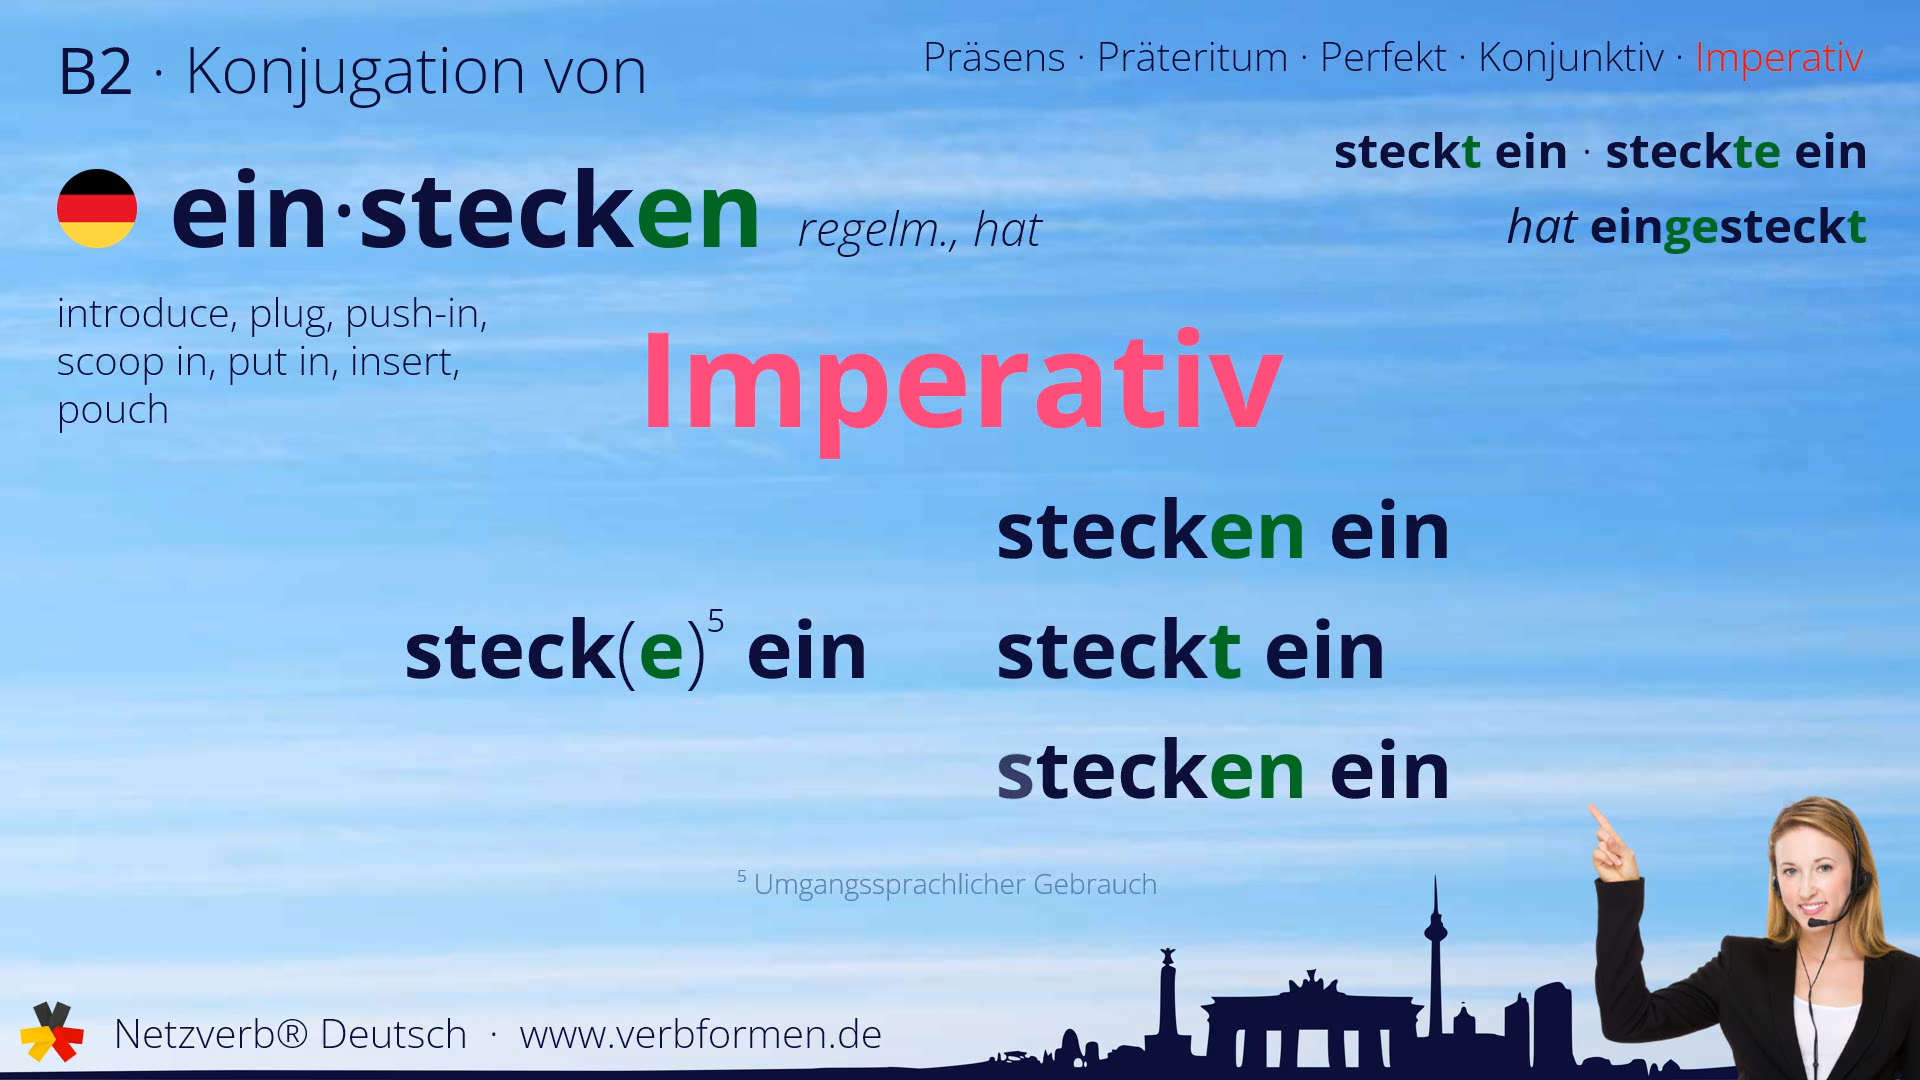 B2 · Konjugation von
Präsens · Präteritum · Perfekt · Konjunktiv · Imperativ
ein·stecken regelm., hat
steckt ein · steckte ein
hat eingesteckt
introduce, plug, push-in,
scoop in, put in, insert,
pouch
Imperativ
stecken ein
steck(e)⁵ ein
steckt ein
stecken ein
⁵ Umgangssprachlicher Gebrauch
Netzverb® Deutsch · www.verbformen.de